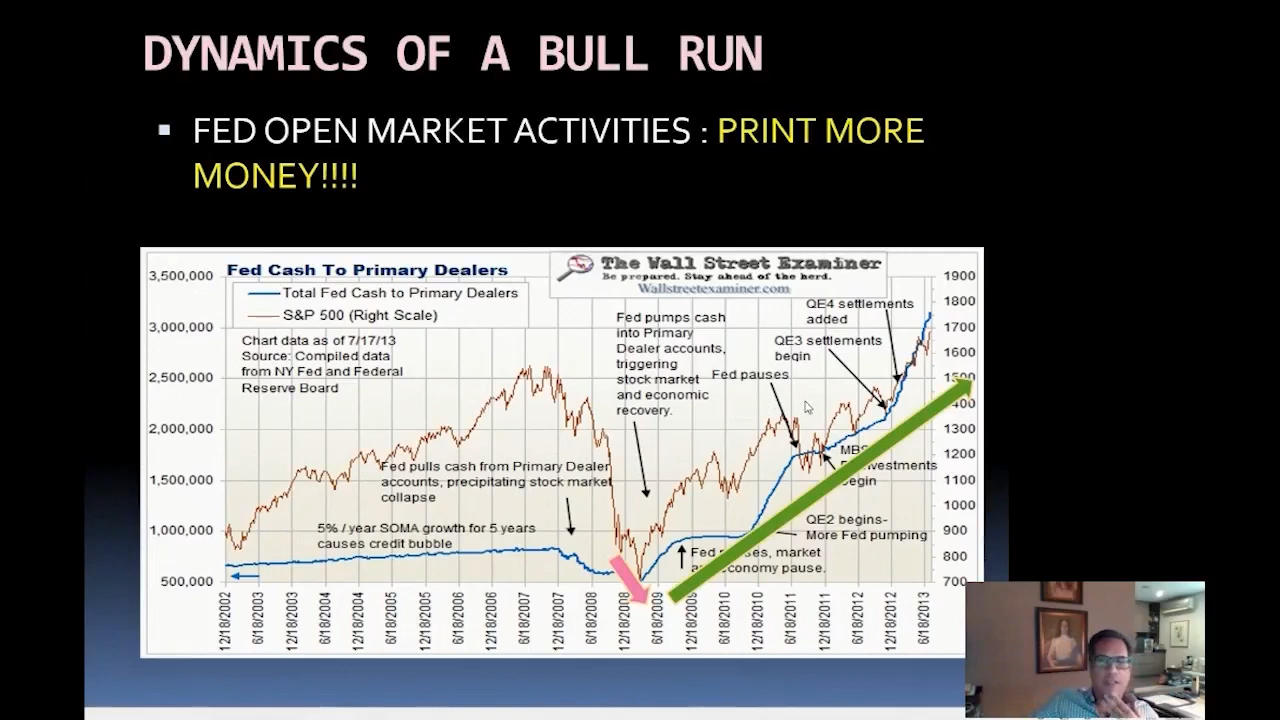 DYNAMICS OF A BULL RUN
FED OPEN MARKET ACTIVITIES : PRINT MORE
MONEY!!!!
Fed Cash To Primary Dealers
The Wall Street Examiner
Be prepared. Stay ahead of the herd.
Wallstreetexaminer.com
Total Fed Cash to Primary Dealers
S&P 500 (Right Scale)
Chart data as of 7/17/13
Source: Compiled data
from NY Fed and Federal
Reserve Board
Fed pumps cash
into Primary
Dealer accounts,
triggering
stock market
and economic
recovery.
QE4 settlements
added
QE3 settlements
begin
Fed pauses
Fed pulls cash from Primary Dealer
accounts, precipitating stock market
collapse
5% / year SOMA growth for 5 years
causes credit bubble
MBS
begin
QE2 begins-
More Fed pumping
Fed market
economy pause.
3,500,000
3,000,000
2,500,000
2,000,000
1,500,000
1,000,000
500,000
1900
1800
1700
1600
1500
1400
1300
1200
1100
1000
900
800
700
12/18/2002
6/18/2003
12/18/2003
6/18/2004
12/18/2004
6/18/2005
12/18/2005
6/18/2006
12/18/2006
6/18/2007
12/18/2007
6/18/2008
12/18/2008
6/18/2009
12/18/2009
6/18/2010
12/18/2010
6/18/2011
12/18/2011
6/18/2012
12/18/2012
6/18/2013